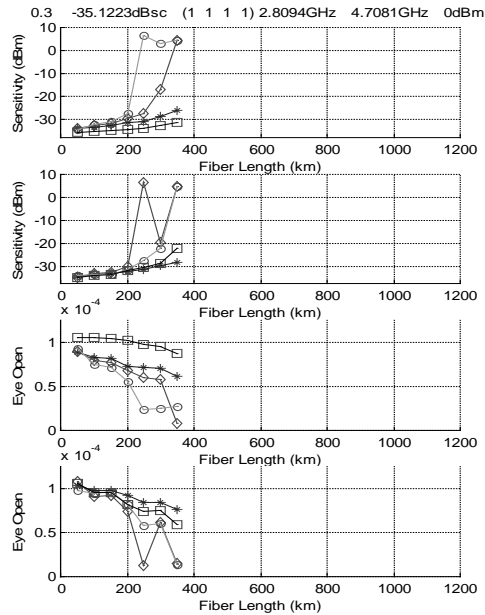 0.3 -35.1223dBsc (1 1 1 1) 2.8094GHz 4.7081GHz 0dBm
10
0
-10
-20
-30
Sensitivity (dBm)
0 200 400 600 800 1000 1200
Fiber Length (km)
10
0
-10
-20
-30
Sensitivity (dBm)
0 200 400 600 800 1000 1200
Fiber Length (km)
x 10-4
1
0.5
0
Eye Open
0 200 400 600 800 1000 1200
Fiber Length (km)
x 10-4
1
0.5
0
Eye Open
0 200 400 600 800 1000 1200
Fiber Length (km)